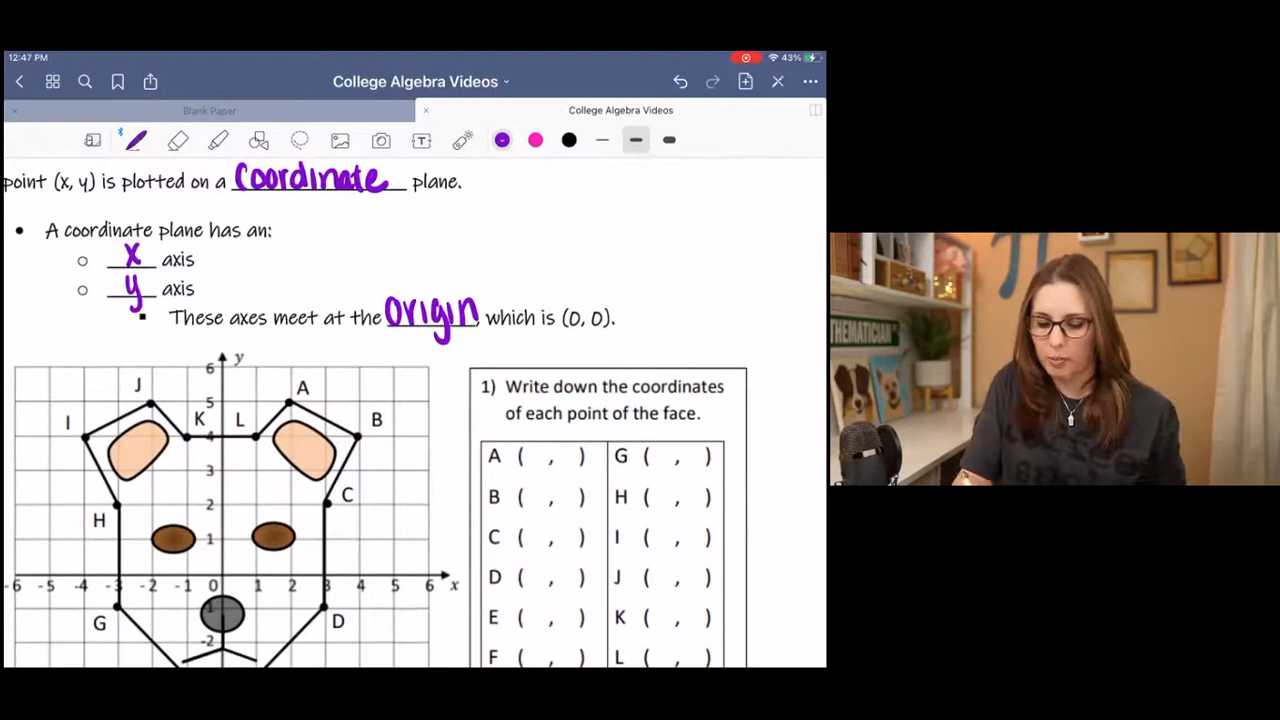 12:47 PM
43%
College Algebra Videos
Blank Paper
College Algebra Videos
T
point (x, y) is plotted on a coordinate plane.
A coordinate plane has an:
x axis
y axis
These axes meet at the origin, which is (0, 0).
y
6
J A
5
I K L B
4
3
C
2
H
1
-6 -5 -4 -3 -2 -1 0 1 2 3 4 5 6 x
G D
-2
1) Write down the coordinates
of each point of the face.
A ( , ) G ( , )
B ( , ) H ( , )
C ( , ) I ( , )
D ( , ) J ( , )
E ( , ) K ( , )
F ( , ) L ( , )
THEMATICIAN